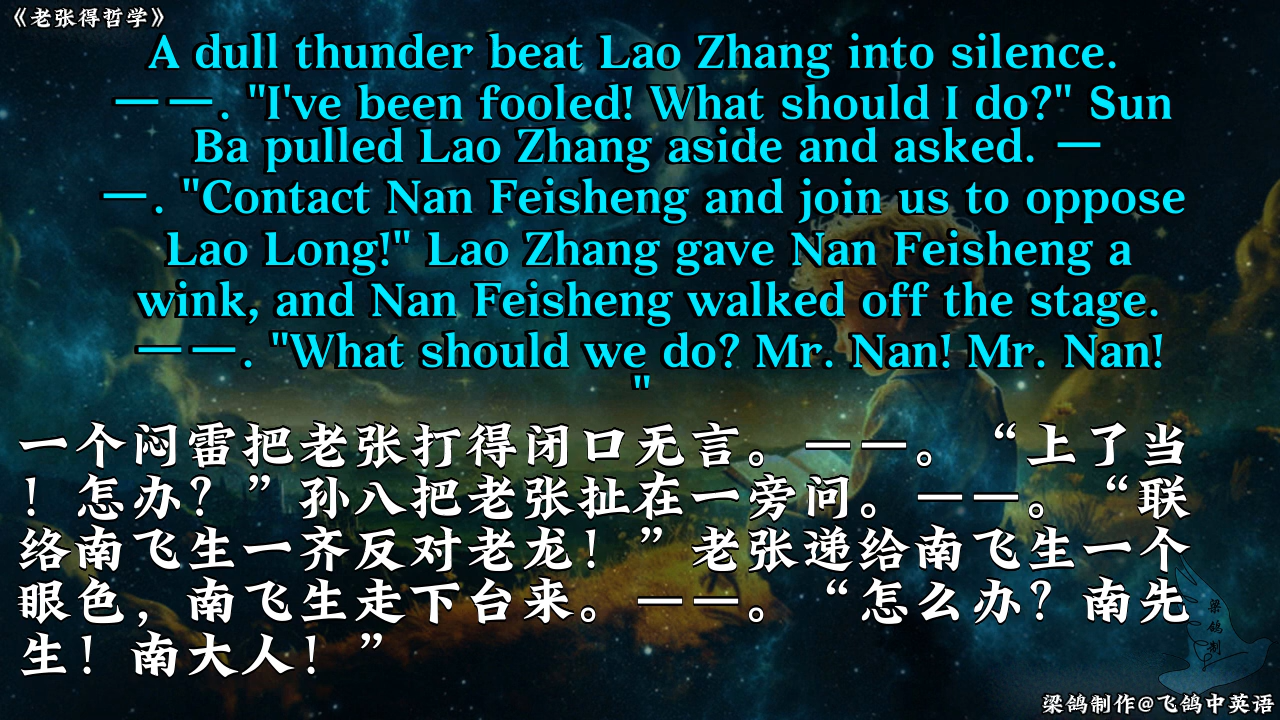 《老张得哲学》
A dull thunder beat Lao Zhang into silence.
——. "I've been fooled! What should I do?" Sun
Ba pulled Lao Zhang aside and asked. —
—. "Contact Nan Feisheng and join us to oppose
Lao Long!" Lao Zhang gave Nan Feisheng a
wink, and Nan Feisheng walked off the stage.
——. "What should we do? Mr. Nan! Mr. Nan!
"
一个闷雷把老张打得闭口无言。——。“上了当
！怎办？”孙八把老张扯在一旁问。——。“联
络南飞生一齐反对老龙！”老张递给南飞生一个
眼色，南飞生走下台来。——。“怎么办？南先
生！南大人！”
梁鸽制
梁鸽制作@飞鸽中英语